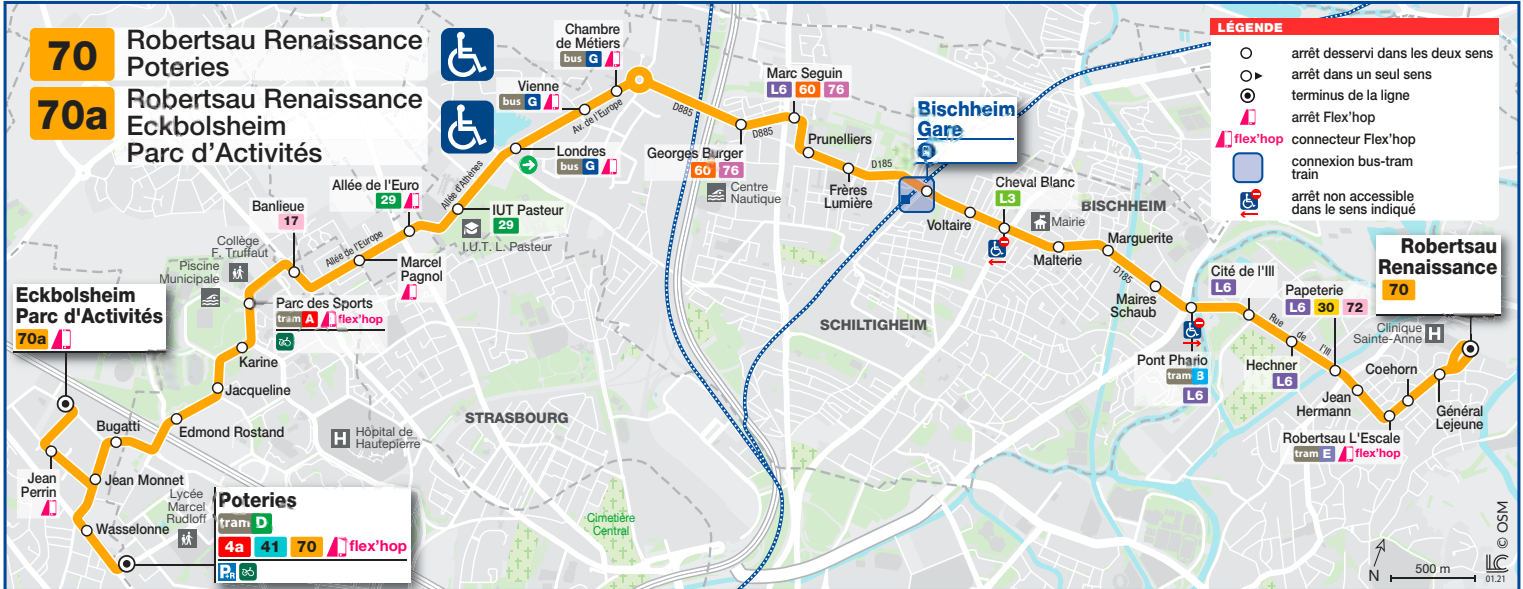 70
Robertsau Renaissance
Poteries
70a
Robertsau Renaissance
Eckbolsheim
Parc d'Activités
Chambre
de Métiers
bus G
Vienne
bus G
Av. de l'Europe
Londres
bus G
Allée d'Athènes
D885
D885
Marc Seguin
L6 60 76
Georges Burger
60 76
Centre
Nautique
Prunelliers
D185
Frères
Lumière
Bischheim
Gare
Cheval Blanc
L3
Voltaire
Mairie
BISCHHEIM
Malterie
Marguerite
D185
Maires
Schaub
SCHILTIGHEIM
Pont Phario
tram B
L6
Cité de l'Ill
L6
Rue de l'Ill
Hechner
L6
Papeterie
L6 30 72
Jean
Hermann
Robertsau L'Escale
tram E flex'hop
Coehorn
Clinique
Sainte-Anne H
Général
Lejeune
Robertsau
Renaissance
70
LÉGENDE
arrêt desservi dans les deux sens
arrêt dans un seul sens
terminus de la ligne
arrêt Flex'hop
flex'hop connecteur Flex'hop
connexion bus-tram
train
arrêt non accessible
dans le sens indiqué
Allée de l'Euro
29
IUT Pasteur
29
I.U.T. L. Pasteur
Banlieue
17
Allée de l'Europe
Marcel
Pagnol
Collège
F. Truffaut
Piscine
Municipale
Parc des Sports
tram A flex'hop
Karine
Jacqueline
Edmond Rostand
Eckbolsheim
Parc d'Activités
70a
Bugatti
Jean
Perrin
Jean Monnet
Wasselonne
Lycée
Marcel
Rudloff
Poteries
tram D
4a 41 70 flex'hop
P+R
H Hôpital de
Hautepierre
STRASBOURG
Cimetière
Central
N
500 m
© OSM
LC
01.21